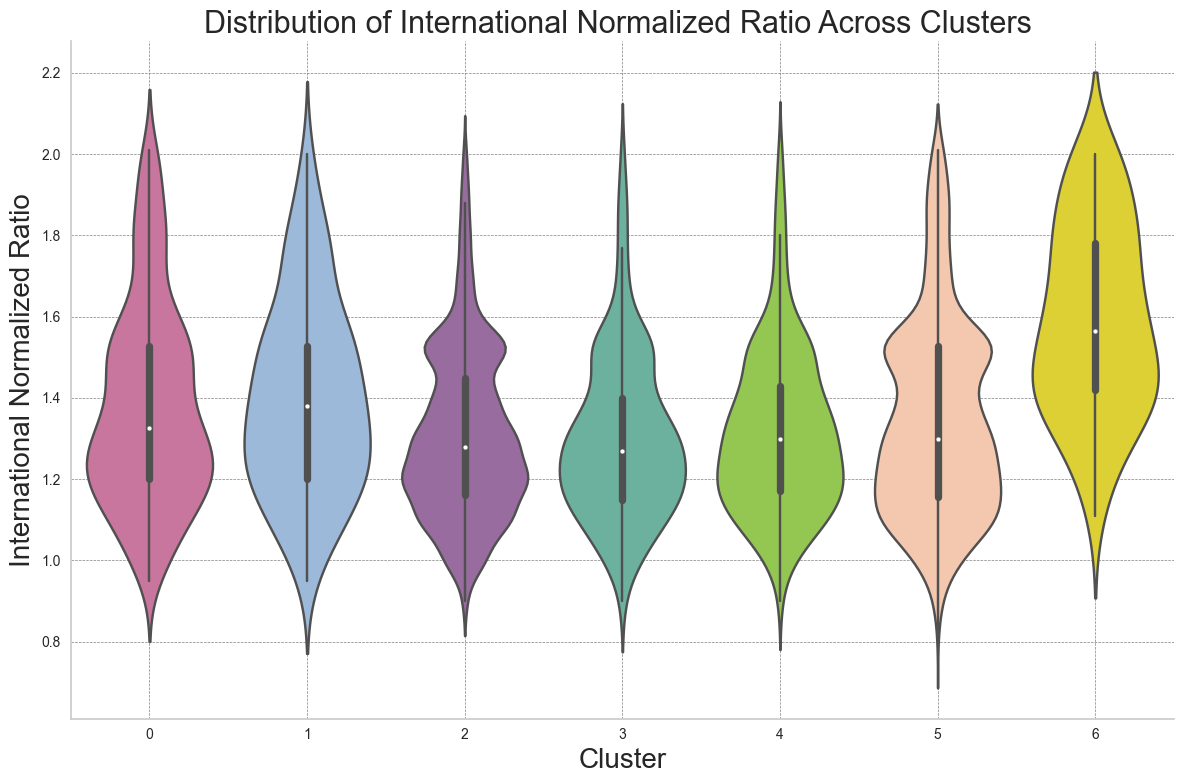 Distribution of International Normalized Ratio Across Clusters
International Normalized Ratio
2.2
2.0
1.8
1.6
1.4
1.2
1.0
0.8
0 1 2 3 4 5 6
Cluster